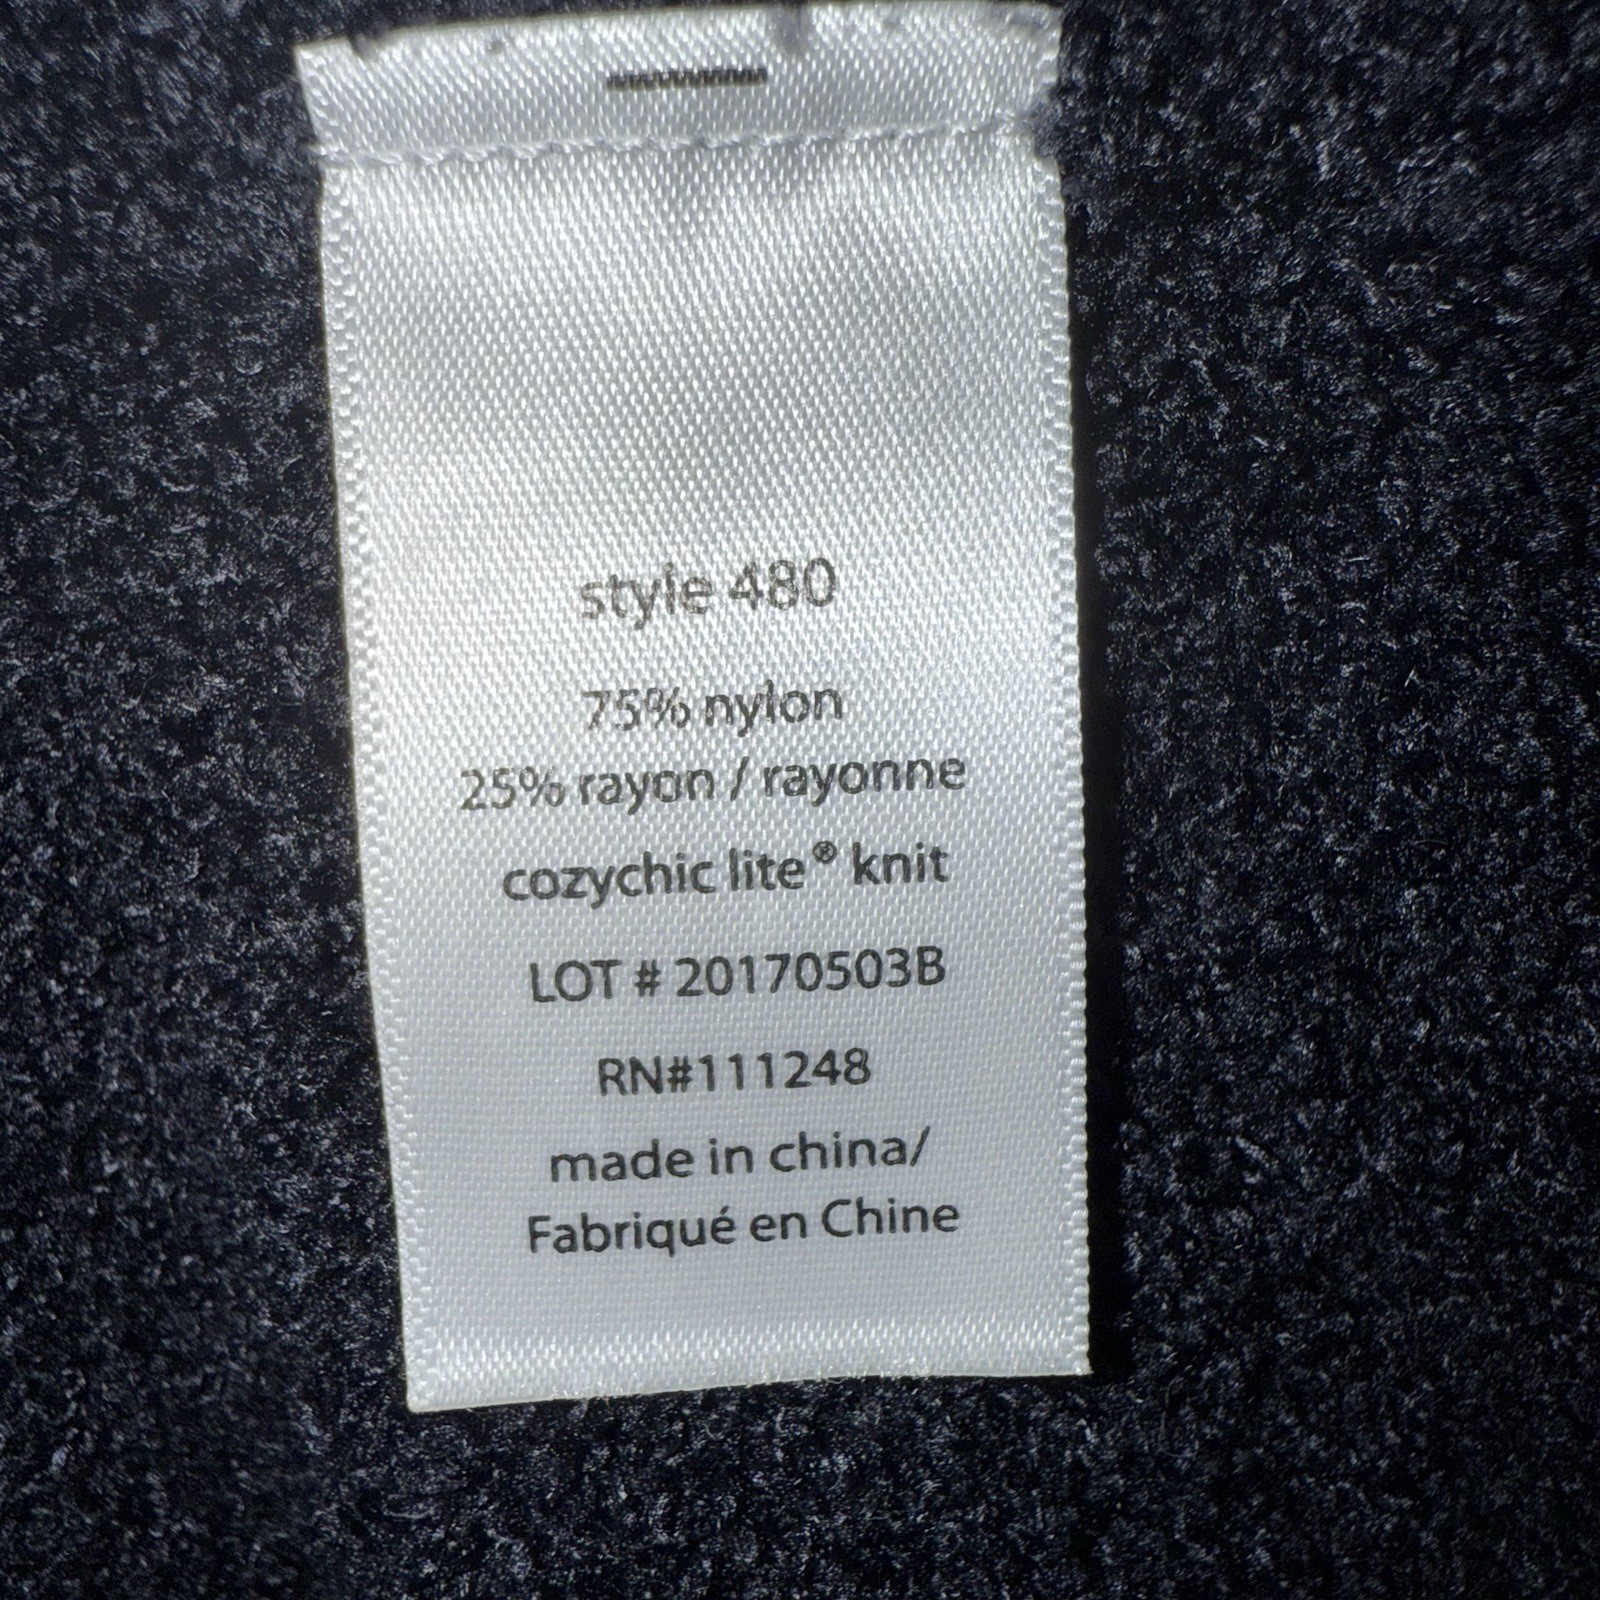 style 480
75% nylon
25% rayon / rayonne
cozychic lite® knit
LOT # 20170503B
RN#111248
made in china/
Fabriqué en Chine